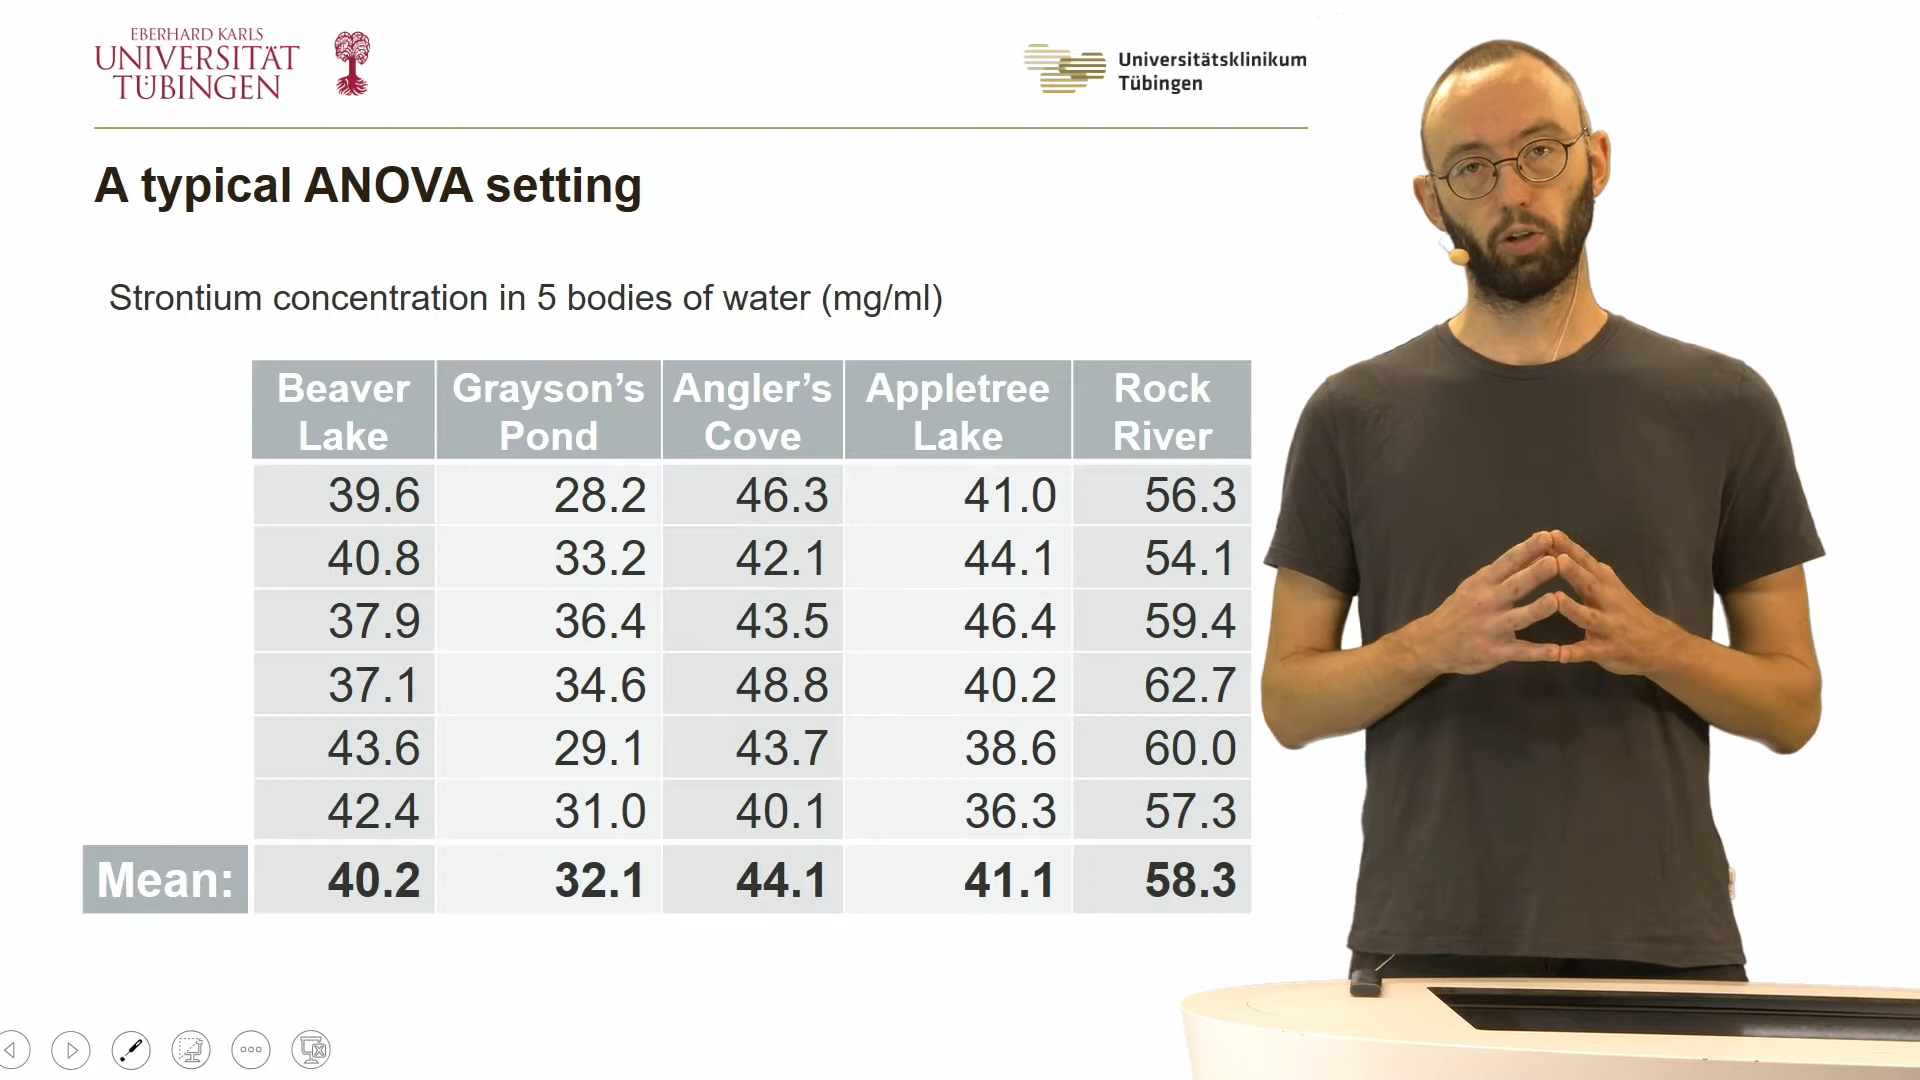 EBERHARD KARLS
UNIVERSITÄT
TÜBINGEN
Universitätsklinikum
Tübingen
A typical ANOVA setting
Strontium concentration in 5 bodies of water (mg/ml)
Beaver Lake Grayson’s Pond Angler’s Cove Appletree Lake Rock River
39.6 28.2 46.3 41.0 56.3
40.8 33.2 42.1 44.1 54.1
37.9 36.4 43.5 46.4 59.4
37.1 34.6 48.8 40.2 62.7
43.6 29.1 43.7 38.6 60.0
42.4 31.0 40.1 36.3 57.3
Mean: 40.2 32.1 44.1 41.1 58.3